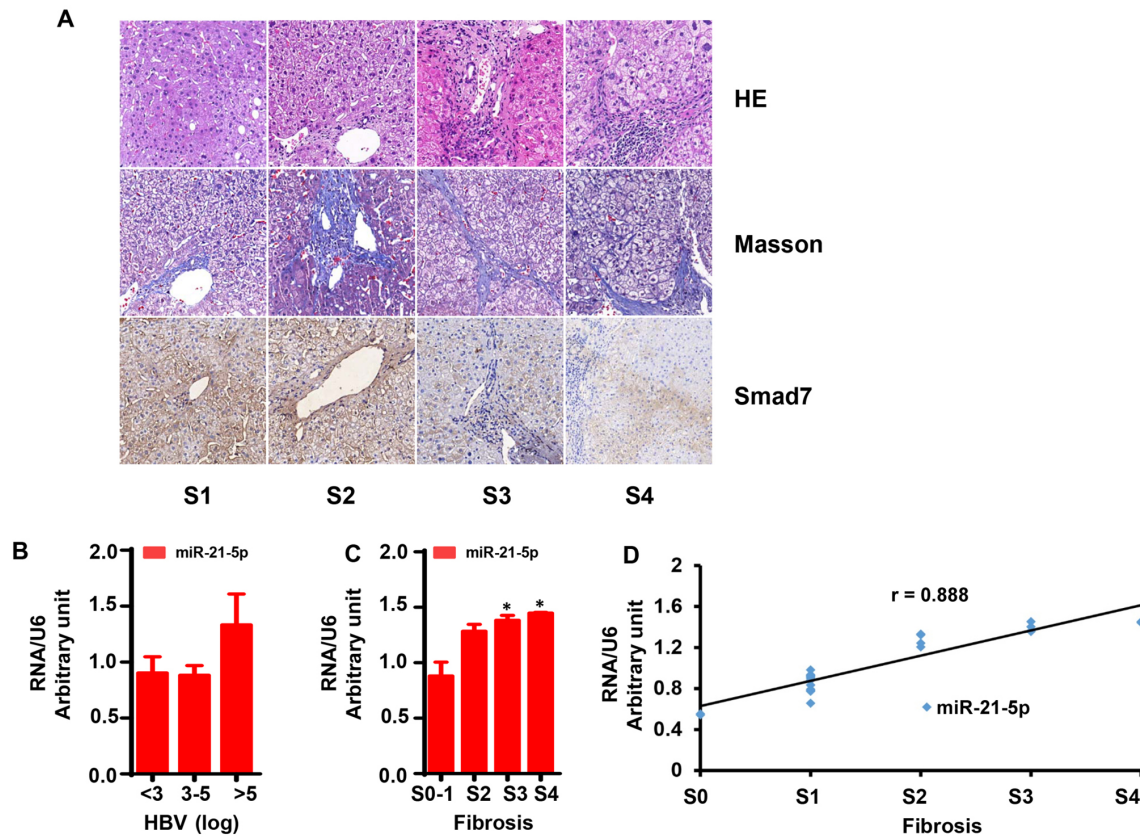 A
HE
Masson
Smad7
S1 S2 S3 S4
B
miR-21-5p
RNA/U6
Arbitrary unit
2.0
1.5
1.0
0.5
0.0
<3 3-5 >5
HBV (log)
C
miR-21-5p
RNA/U6
Arbitrary unit
2.0
1.5
1.0
0.5
0.0
* *
S0-1 S2 S3 S4
Fibrosis
D
RNA/U6
Arbitrary unit
2
1.6
1.2
0.8
0.4
0
r = 0.888
miR-21-5p
S0 S1 S2 S3 S4
Fibrosis